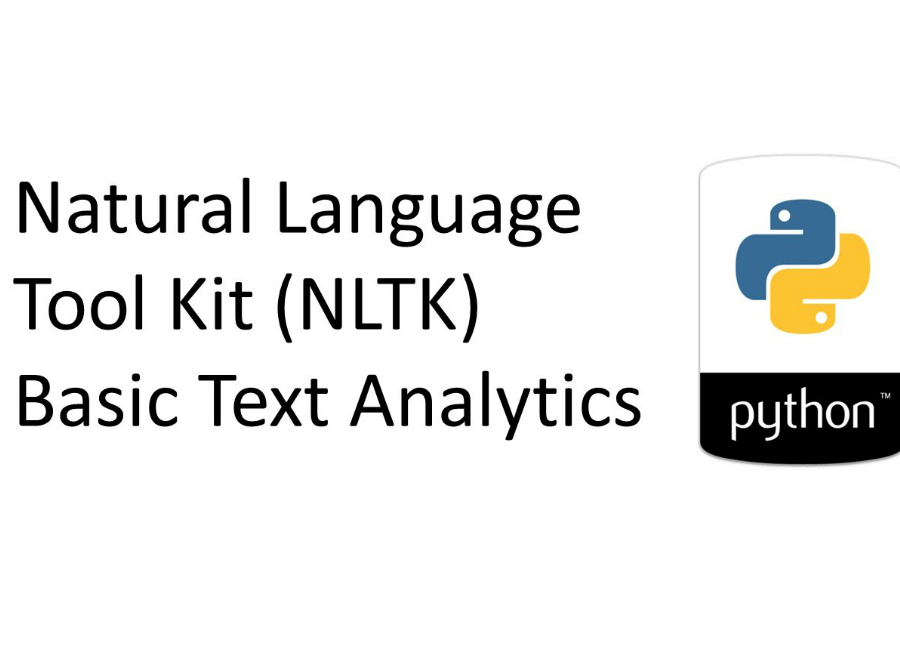 Natural Language
Tool Kit (NLTK)
Basic Text Analytics
python™